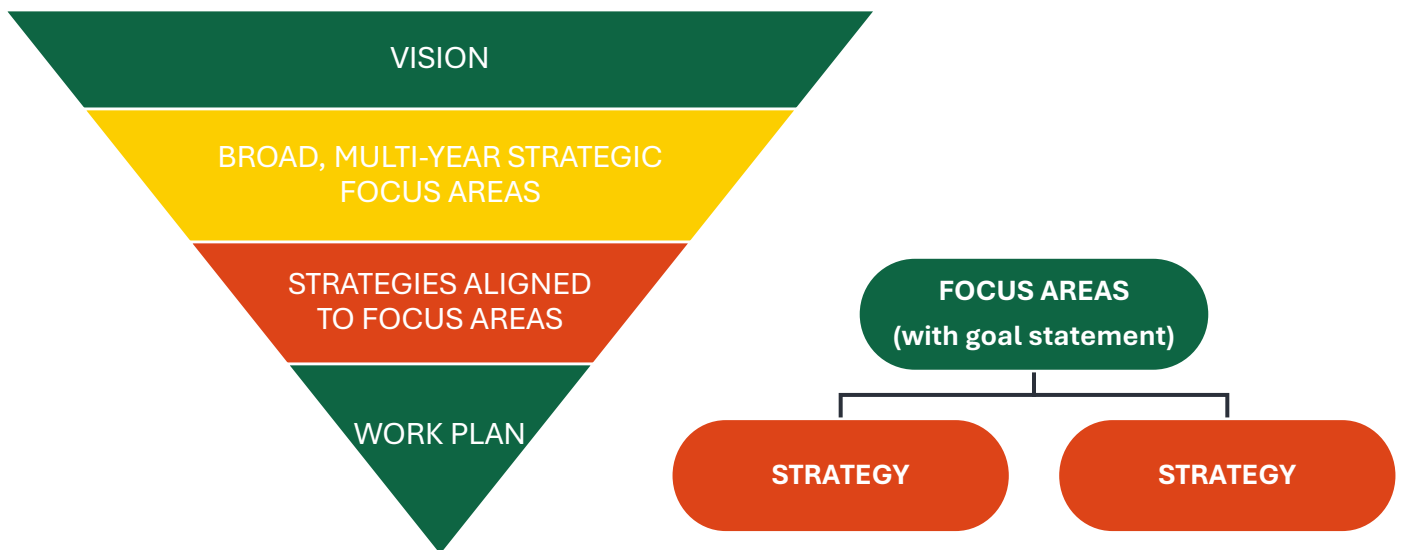 VISION
BROAD, MULTI-YEAR STRATEGIC
FOCUS AREAS
STRATEGIES ALIGNED
TO FOCUS AREAS
WORK PLAN
FOCUS AREAS
(with goal statement)
STRATEGY
STRATEGY